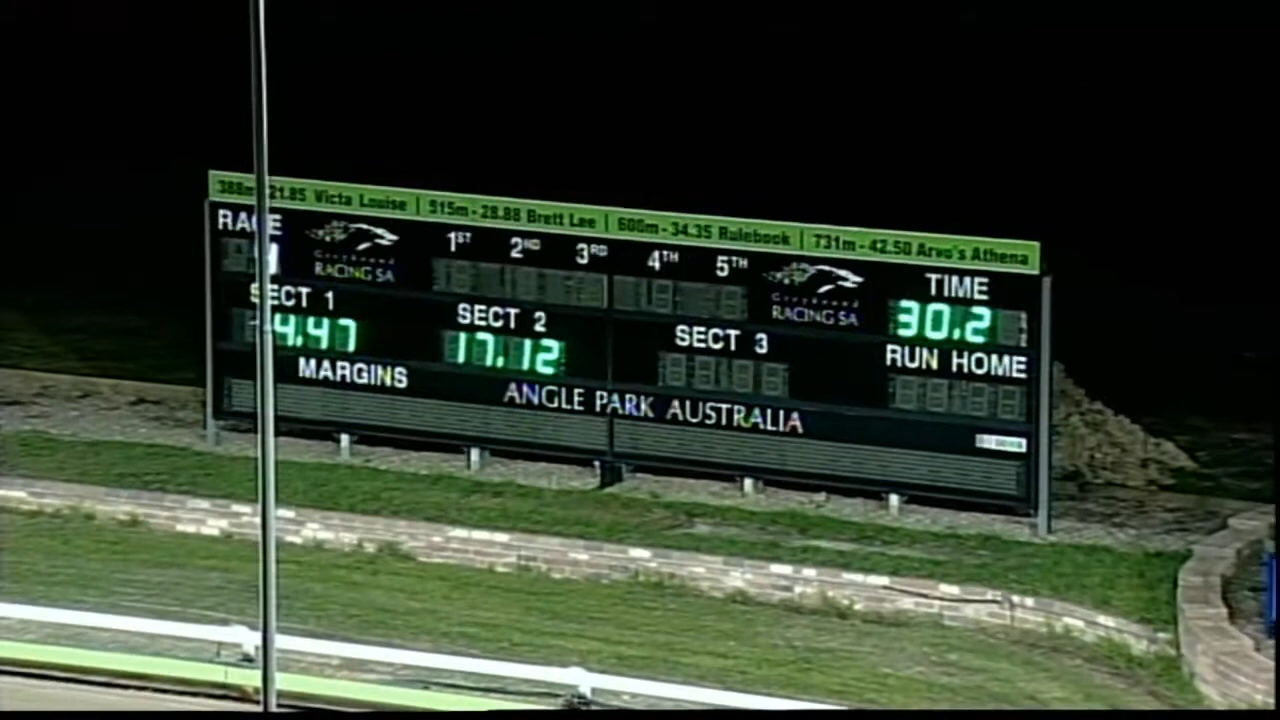 388m - 21.85 Victa Louise | 515m - 28.88 Brett Lee | 600m - 34.35 Rulebook | 731m - 42.50 Arvo's Athena
RACE 1ST 2ND 3RD 4TH 5TH TIME
Greyhound RACING SA
Greyhound RACING SA
30.2
SECT 1 SECT 2 SECT 3 RUN HOME
4.47 17.12
MARGINS
ANGLE PARK AUSTRALIA